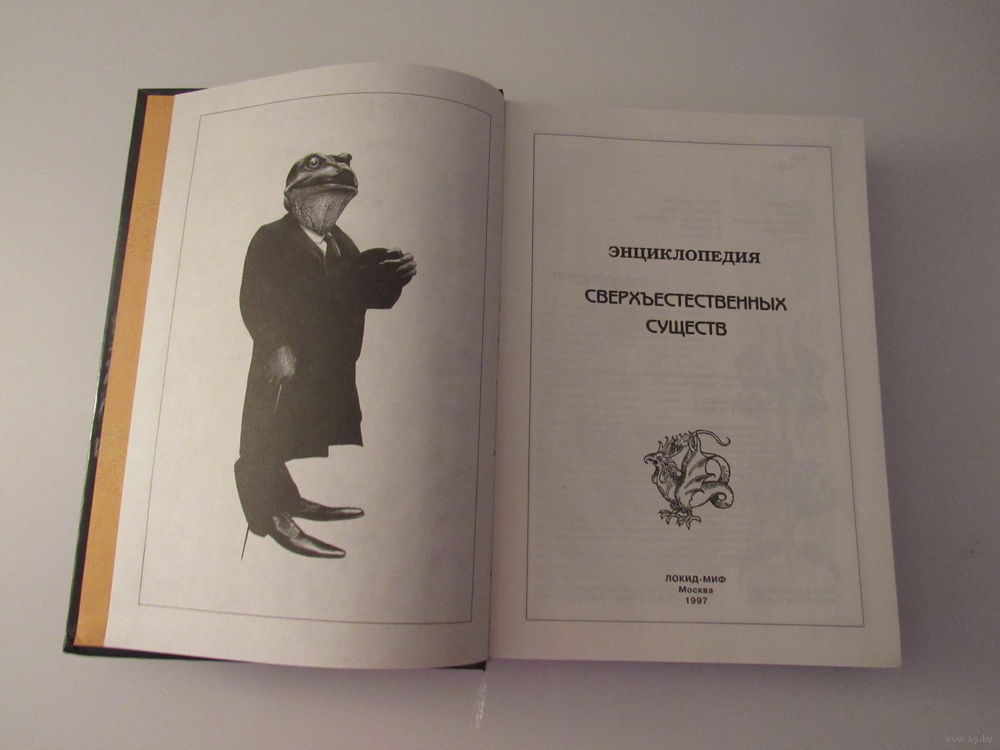 ЭНЦИКЛОПЕДИЯ
СВЕРХЪЕСТЕСТВЕННЫХ
СУЩЕСТВ
ЛОКИД-МИФ
Москва
1997
www.ay.by